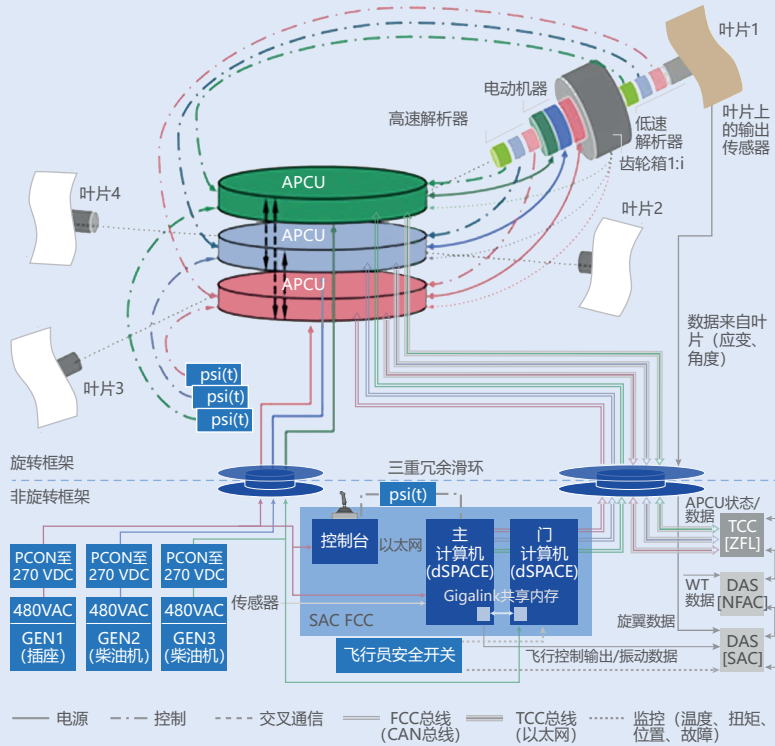 叶片1
电动机器
高速解析器
叶片上
的输出
传感器
低速
解析器
齿轮箱1:i
APCU
叶片4
APCU
叶片2
APCU
数据来自叶
片（应变、
角度）
叶片3
psi(t)
psi(t)
psi(t)
旋转框架
三重冗余滑环
非旋转框架
psi(t)
APCU状态/
数据
TCC
[ZFL]
控制台
以太网
主
计算机
(dSPACE)
门
计算机
(dSPACE)
PCON至
270 VDC
PCON至
270 VDC
PCON至
270 VDC
WT
数据
DAS
[NFAC]
480VAC
480VAC
480VAC
传感器
Gigalink共享内存
SAC FCC
旋翼数据
GEN1
（插座）
GEN2
（柴油机）
GEN3
（柴油机）
DAS
[SAC]
飞行员安全开关
飞行控制输出/振动数据
电源
控制
交叉通信
FCC总线
（CAN总线）
TCC总线
（以太网）
监控（温度、扭矩、
位置、故障）